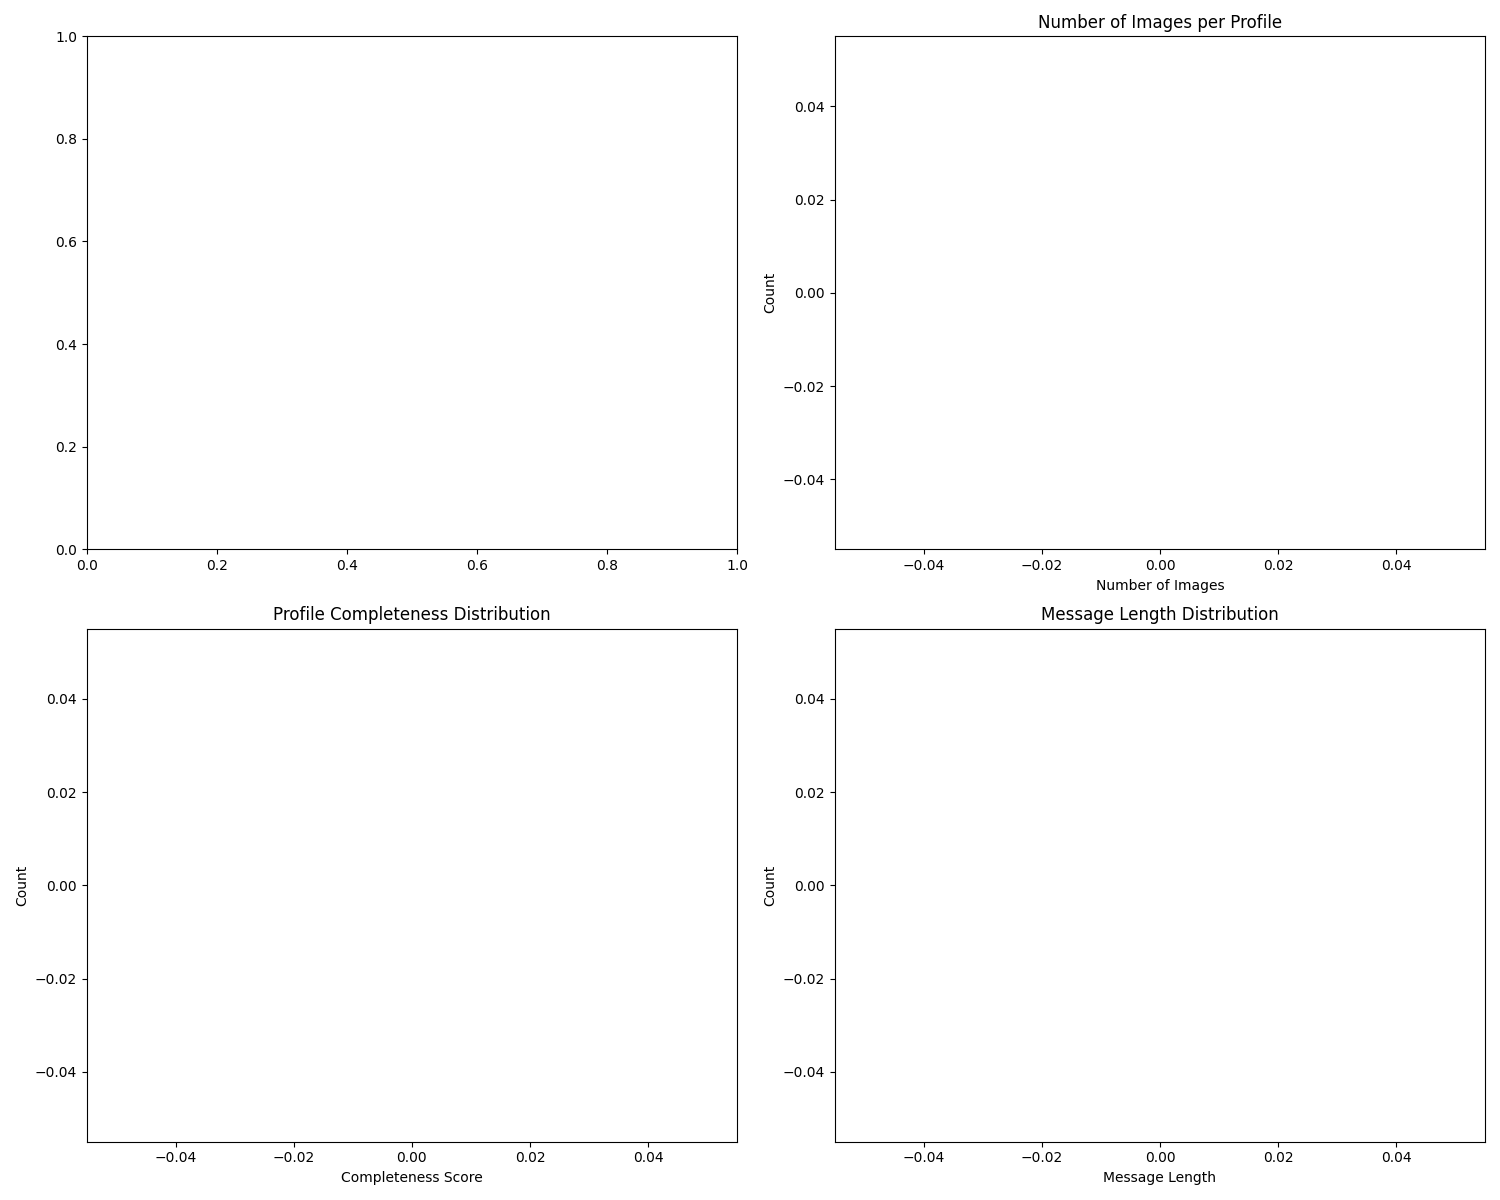 1.0
0.8
0.6
0.4
0.2
0.0
0.0 0.2 0.4 0.6 0.8 1.0
Number of Images per Profile
Count
0.04
0.02
0.00
−0.02
−0.04
−0.04 −0.02 0.00 0.02 0.04
Number of Images
Profile Completeness Distribution
Count
0.04
0.02
0.00
−0.02
−0.04
−0.04 −0.02 0.00 0.02 0.04
Completeness Score
Message Length Distribution
Count
0.04
0.02
0.00
−0.02
−0.04
−0.04 −0.02 0.00 0.02 0.04
Message Length